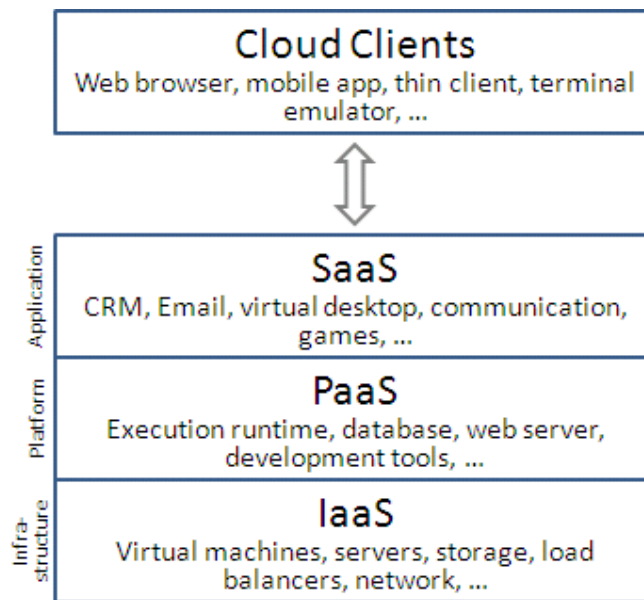 Cloud Clients
Web browser, mobile app, thin client, terminal
emulator, ...
Application
SaaS
CRM, Email, virtual desktop, communication,
games, ...
Platform
PaaS
Execution runtime, database, web server,
development tools, ...
Infra-
structure
IaaS
Virtual machines, servers, storage, load
balancers, network, ...